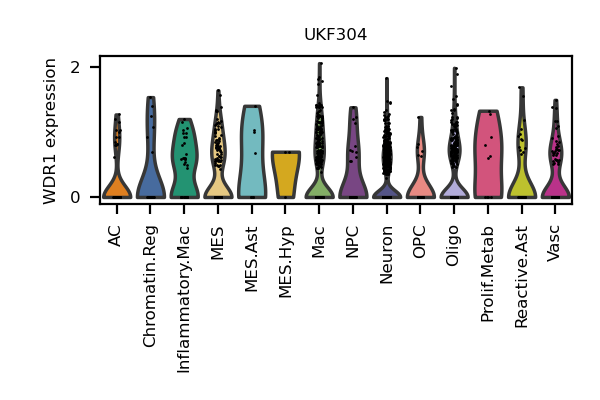 UKF304
WDR1 expression
2
0
AC
Chromatin.Reg
Inflammatory.Mac
MES
MES.Ast
MES.Hyp
Mac
NPC
Neuron
OPC
Oligo
Prolif.Metab
Reactive.Ast
Vasc